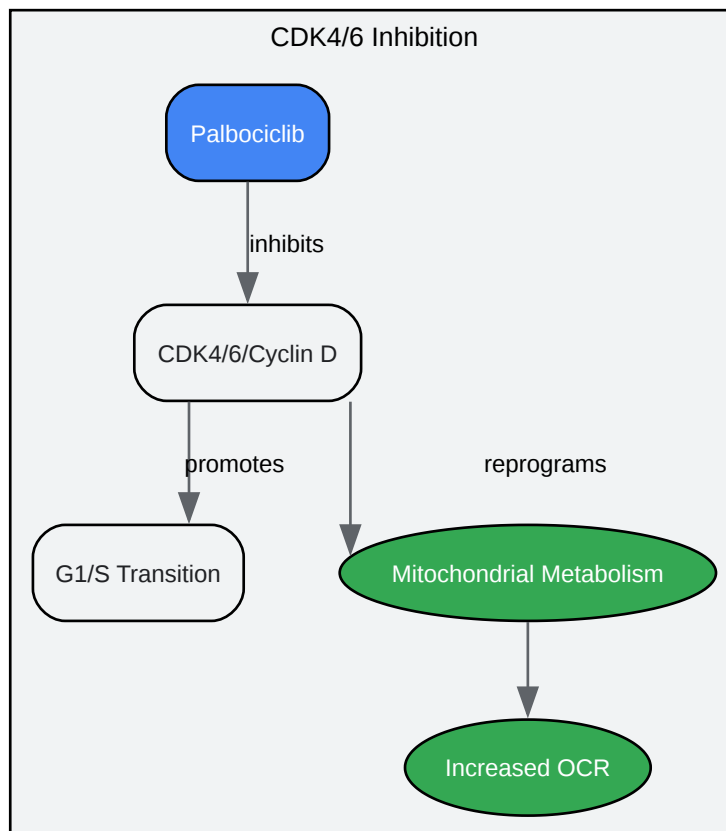 CDK4/6 Inhibition
Palbociclib
inhibits
CDK4/6/Cyclin D
promotes
reprograms
G1/S Transition
Mitochondrial Metabolism
Increased OCR